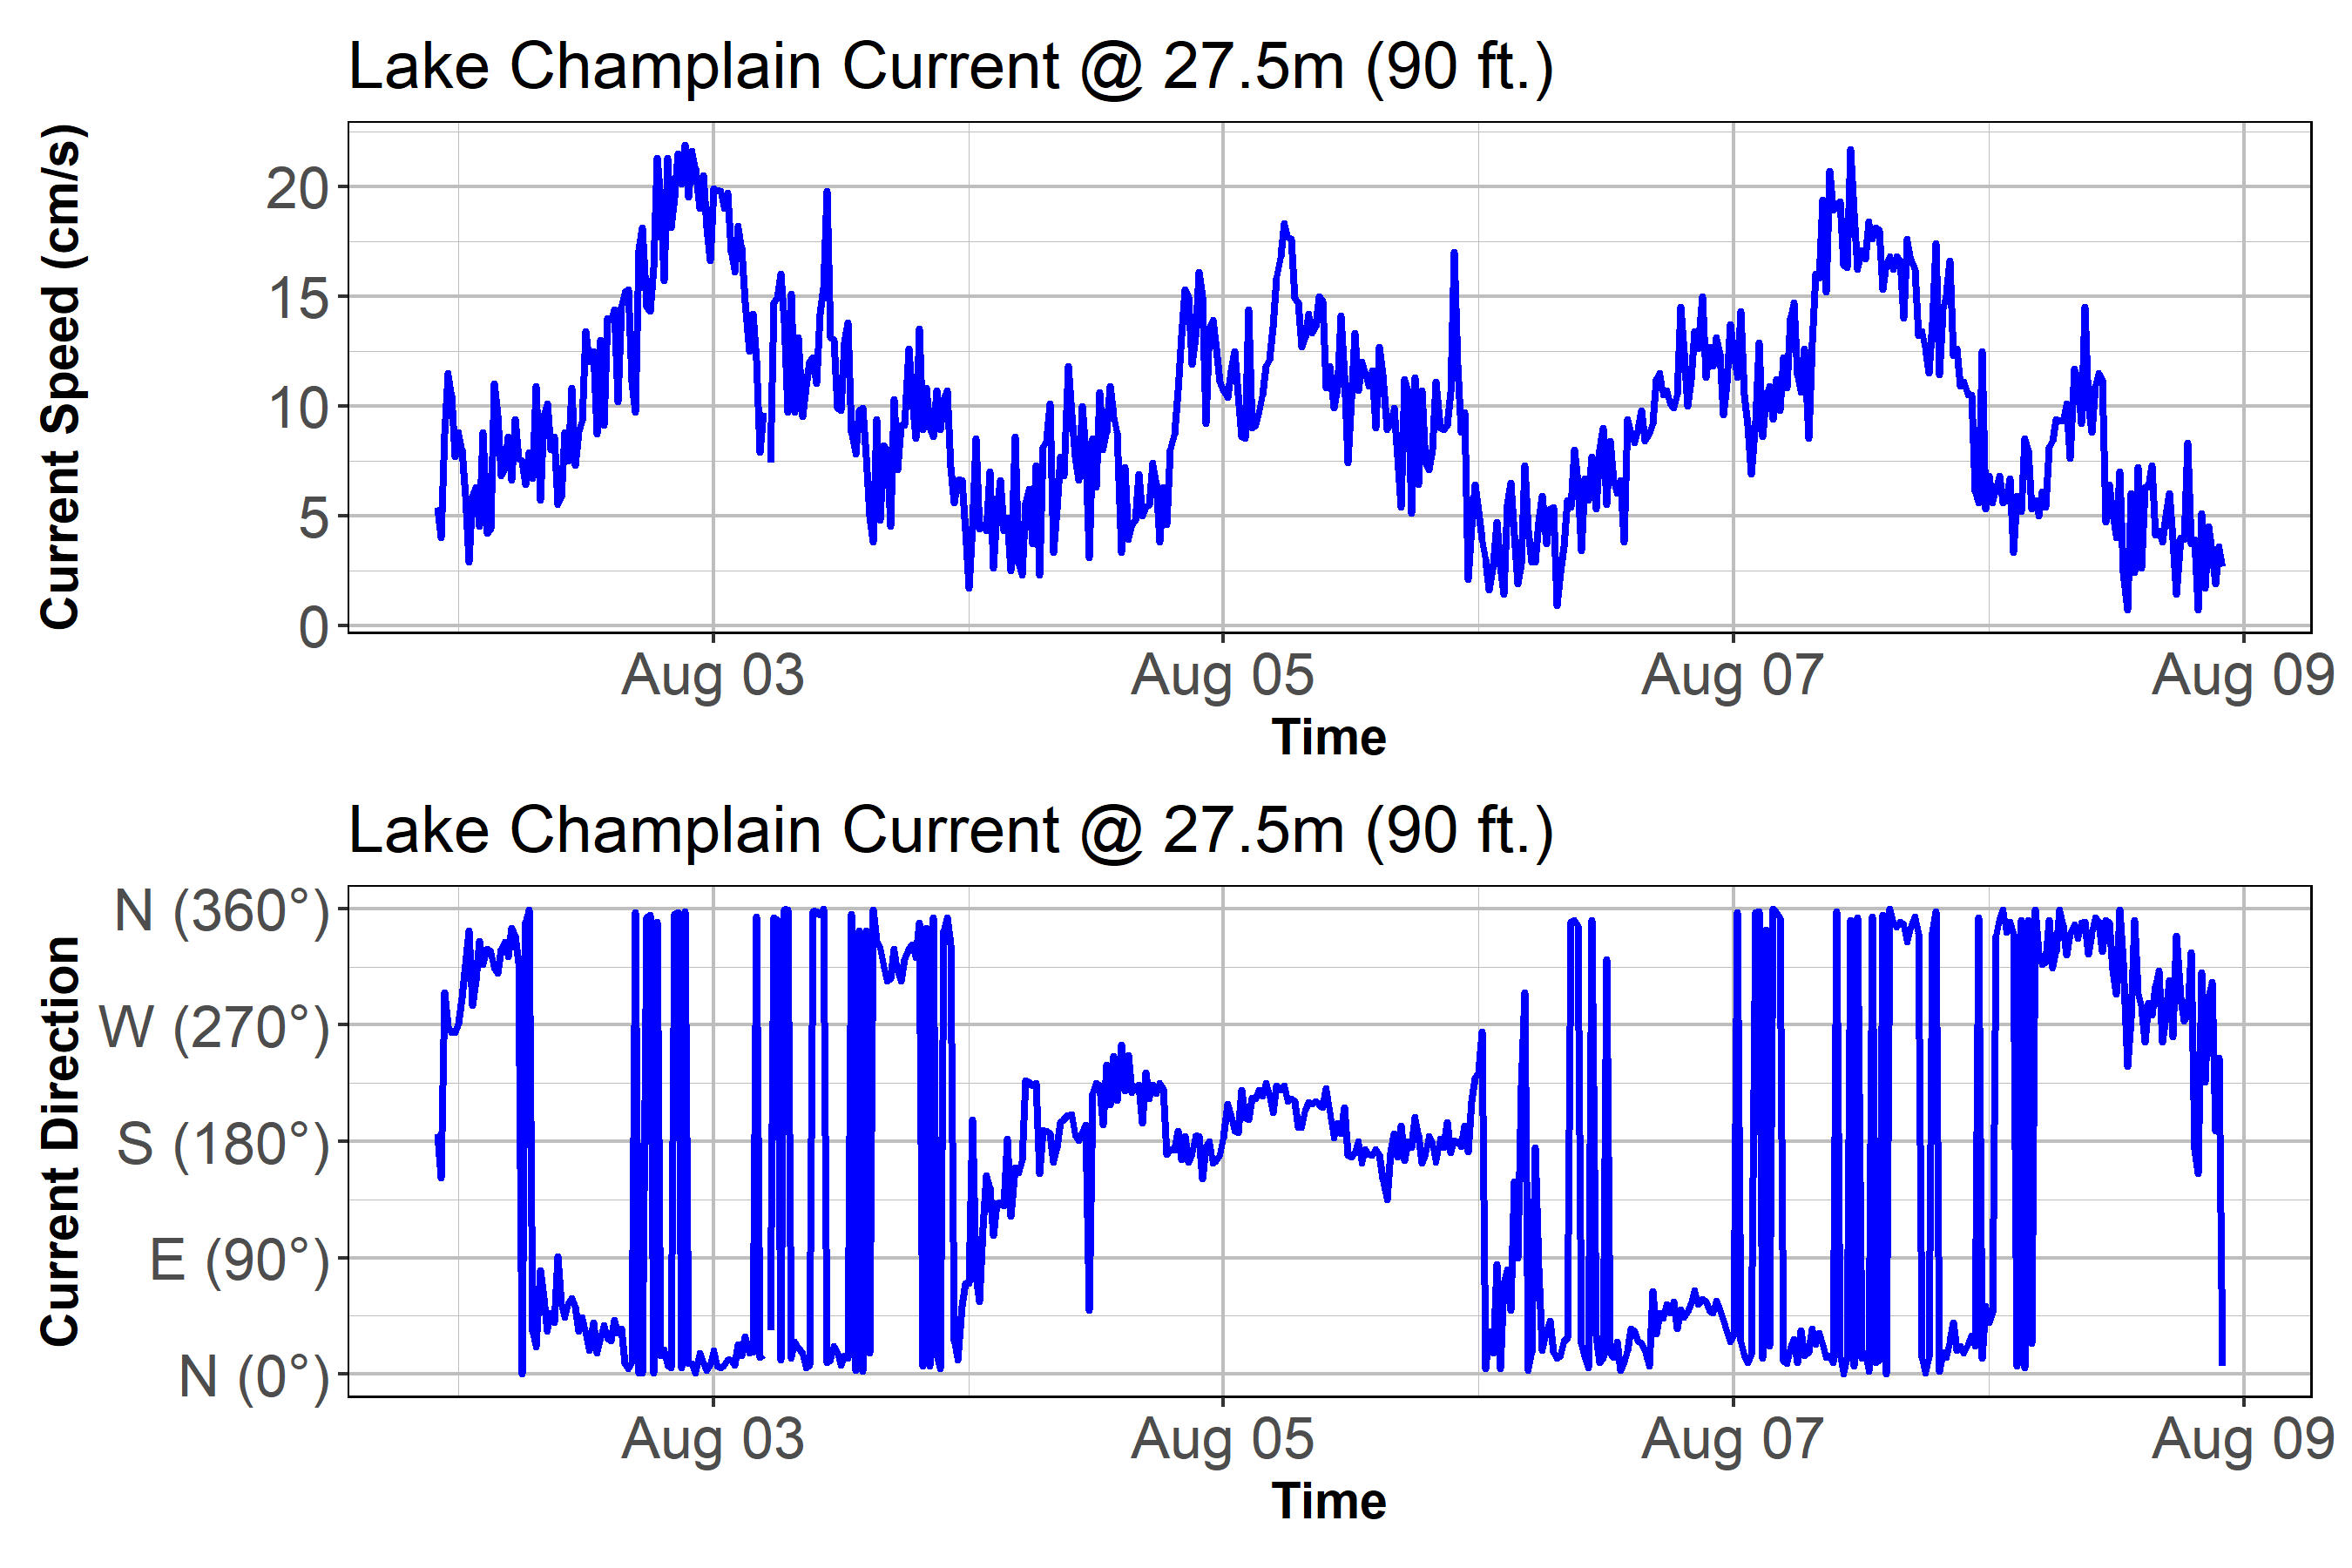 Lake Champlain Current @ 27.5m (90 ft.)
Current Speed (cm/s)
20
15
10
5
0
Aug 03 Aug 05 Aug 07 Aug 09
Time
Lake Champlain Current @ 27.5m (90 ft.)
Current Direction
N (360°)
W (270°)
S (180°)
E (90°)
N (0°)
Aug 03 Aug 05 Aug 07 Aug 09
Time